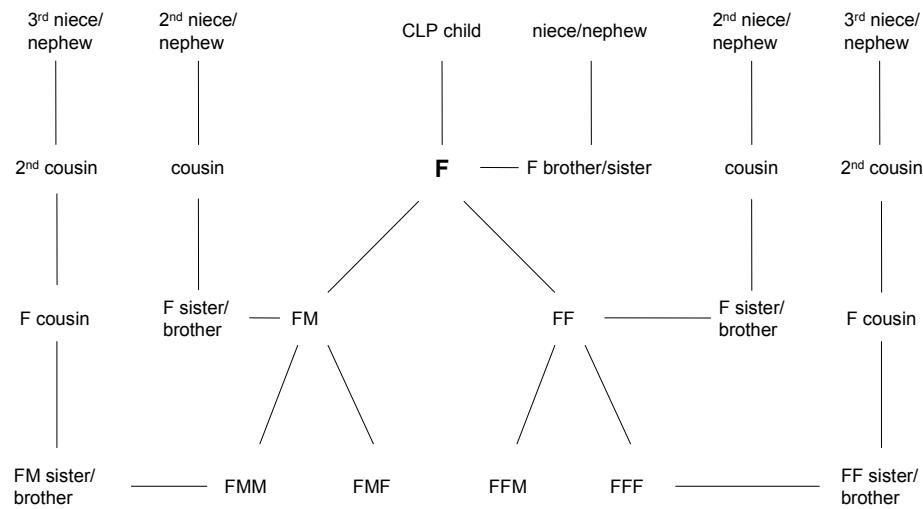 3rd niece/
nephew
2nd niece/
nephew
CLP child
niece/nephew
2nd niece/
nephew
3rd niece/
nephew
2nd cousin
cousin
F
F brother/sister
cousin
2nd cousin
F cousin
F sister/
brother
FM
FF
F sister/
brother
F cousin
FM sister/
brother
FMM
FMF
FFM
FFF
FF sister/
brother